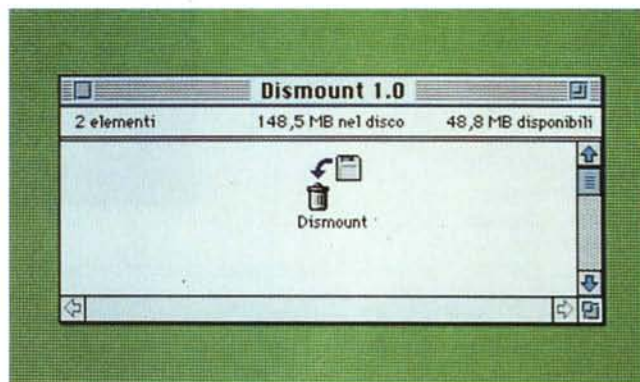 Dismount 1.0
2 elementi 148,5 MB nel disco 48,8 MB disponibili
Dismount